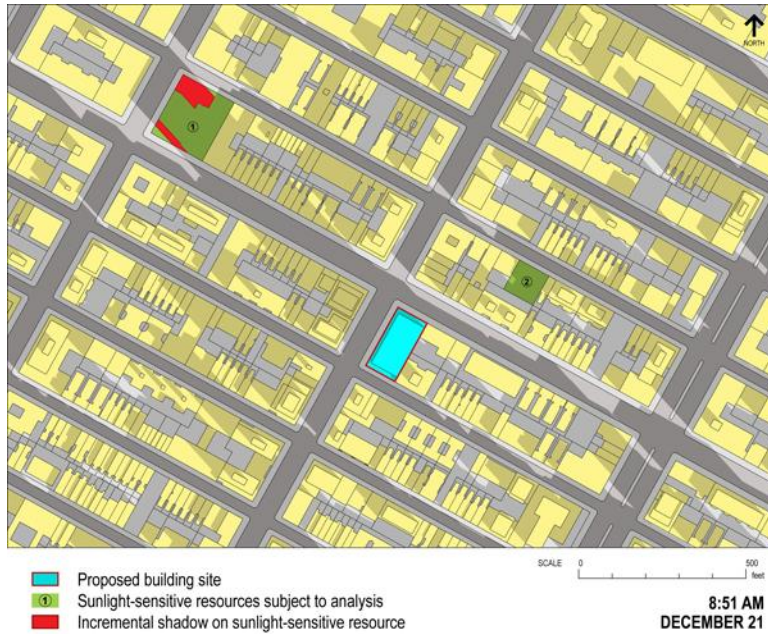 NORTH
①
②
SCALE 0 500
feet
Proposed building site
① Sunlight-sensitive resources subject to analysis
Incremental shadow on sunlight-sensitive resource
8:51 AM
DECEMBER 21